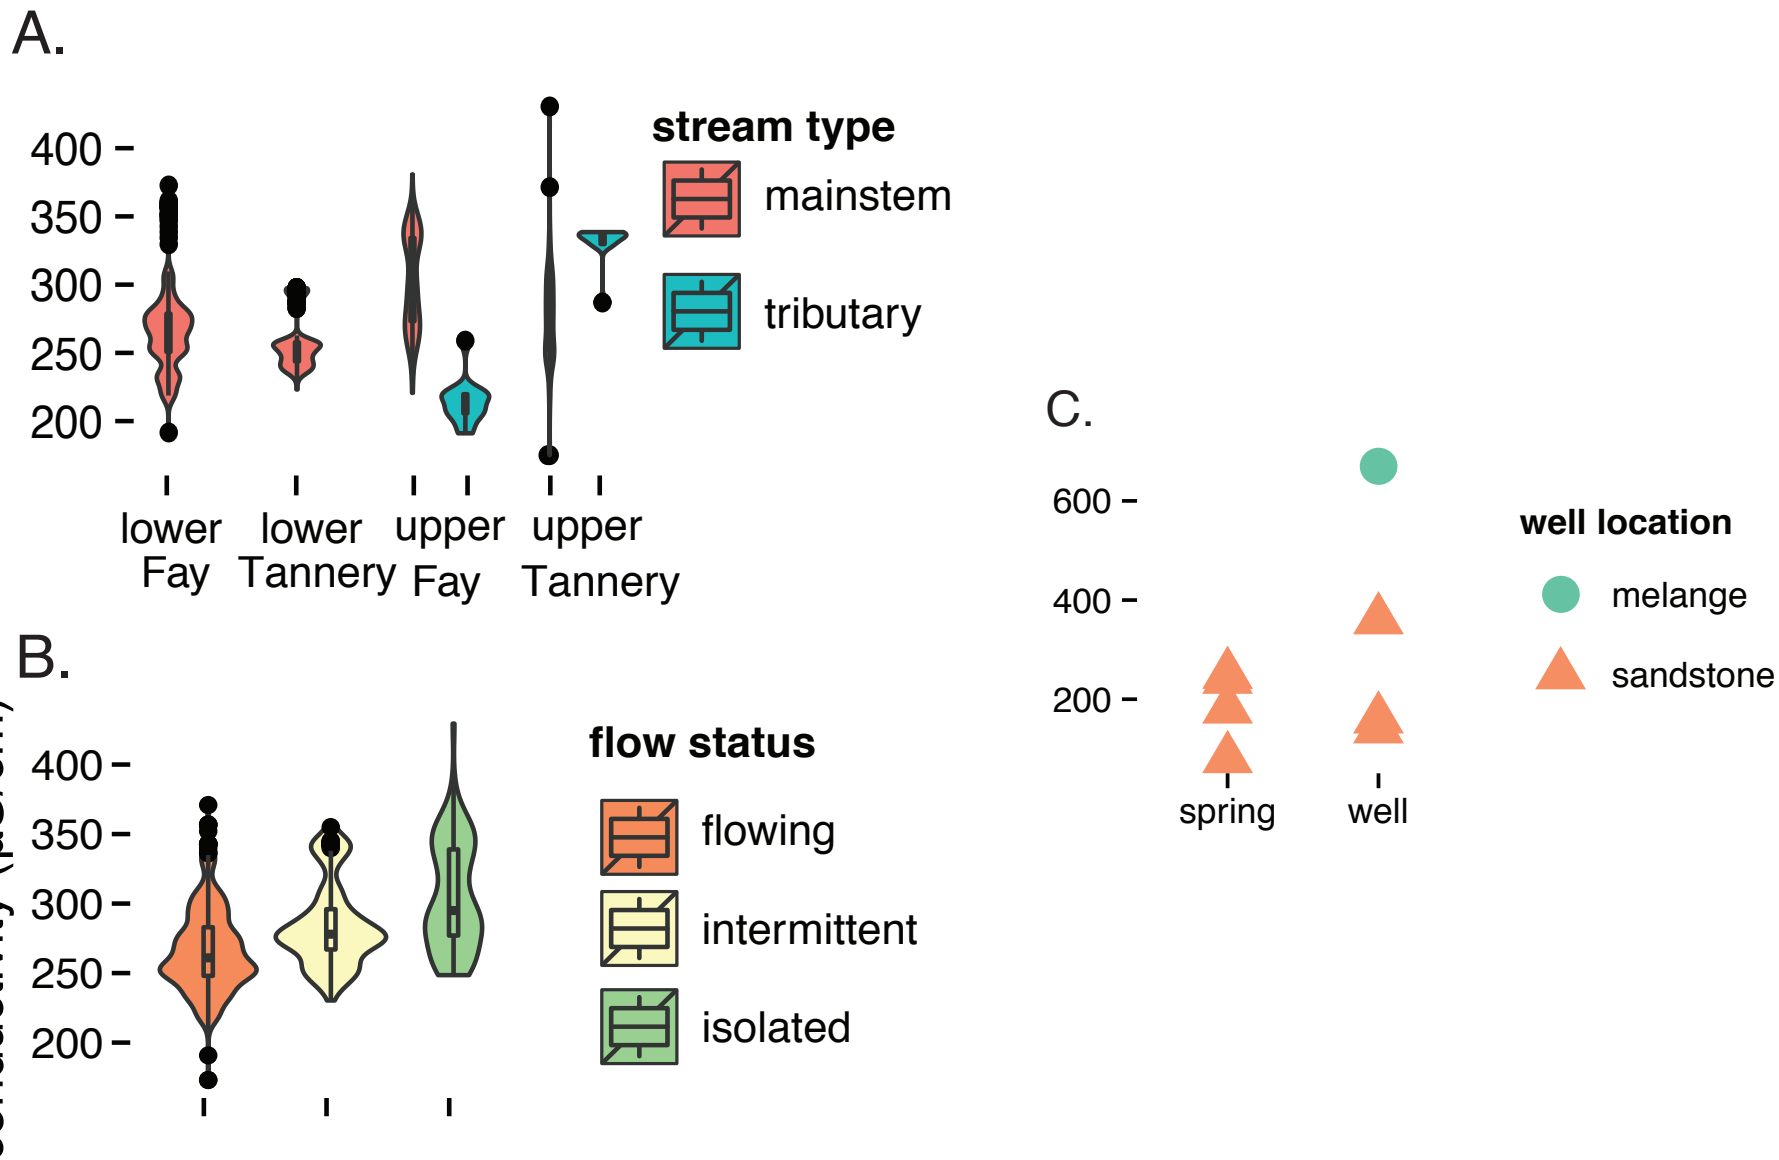 A.
400
350
300
250
200
lower Fay
lower Tannery
upper Fay
upper Tannery
stream type
mainstem
tributary
B.
400
350
300
250
200
flow status
flowing
intermittent
isolated
C.
600
400
200
spring
well
well location
melange
sandstone